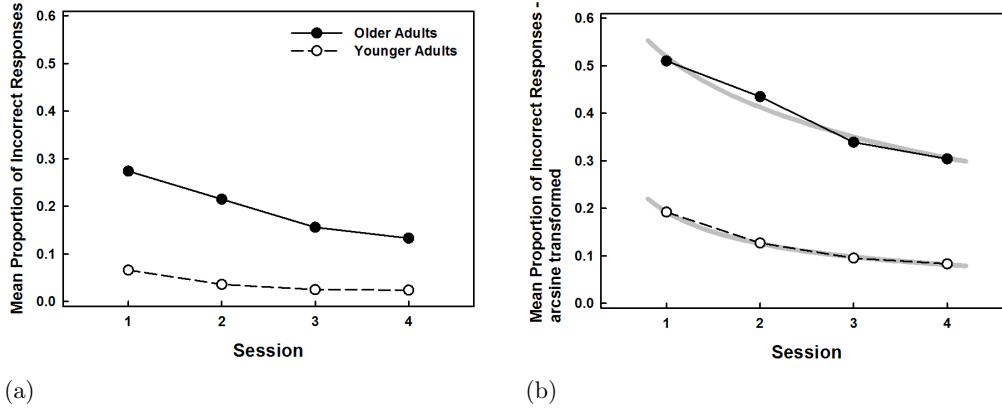 Mean Proportion of Incorrect Responses
0.6
0.5
0.4
0.3
0.2
0.1
0.0
Older Adults
Younger Adults
1 2 3 4
Session
(a)
Mean Proportion of Incorrect Responses -
arcsine transformed
0.6
0.5
0.4
0.3
0.2
0.1
0.0
1 2 3 4
Session
(b)